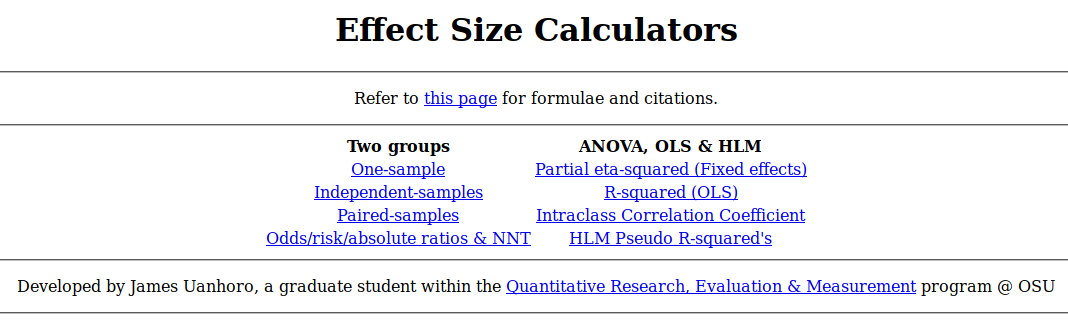 Effect Size Calculators
Refer to this page for formulae and citations.
Two groups
One-sample
Independent-samples
Paired-samples
Odds/risk/absolute ratios & NNT
ANOVA, OLS & HLM
Partial eta-squared (Fixed effects)
R-squared (OLS)
Intraclass Correlation Coefficient
HLM Pseudo R-squared's
Developed by James Uanhoro, a graduate student within the Quantitative Research, Evaluation & Measurement program @ OSU